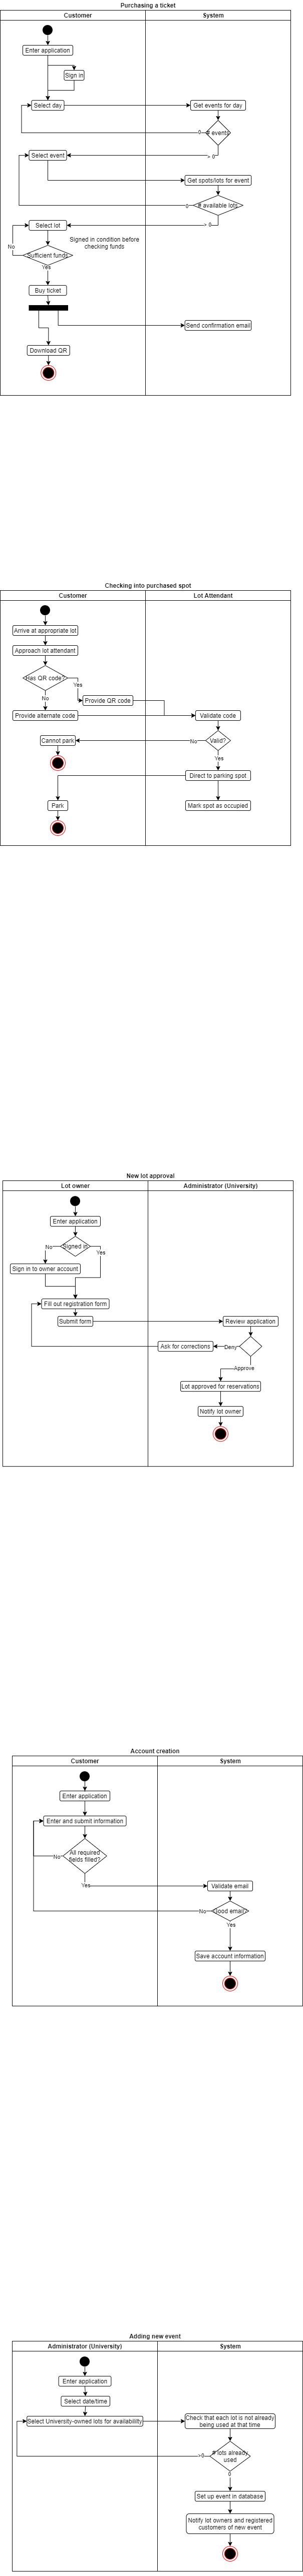 Purchasing a ticket
Customer
System
Enter application
Sign in
Select day
Get events for day
0
# events
> 0
Select event
Get spots/lots for event
0
# available lots
> 0
Select lot
Signed in condition before
checking funds
No
Sufficient funds
Yes
Buy ticket
Send confirmation email
Download QR
Checking into purchased spot
Customer
Lot Attendant
Arrive at appropriate lot
Approach lot attendant
Has QR code?
Yes
No
Provide QR code
Provide alternate code
Validate code
Cannot park
No
Valid?
Yes
Direct to parking spot
Park
Mark spot as occupied
New lot approval
Lot owner
Administrator (University)
Enter application
No
Signed in
Yes
Sign in to owner account
Fill out registration form
Submit form
Review application
Ask for corrections
Deny
Approve
Lot approved for reservations
Notify lot owner
Account creation
Customer
System
Enter application
Enter and submit information
All required
fields filled?
No
Yes
Validate email
No
Good email?
Yes
Save account information
Adding new event
Administrator (University)
System
Enter application
Select date/time
Select University-owned lots for availability
Check that each lot is not already
being used at that time
>0
# lots already
used
0
Set up event in database
Notify lot owners and registered
customers of new event